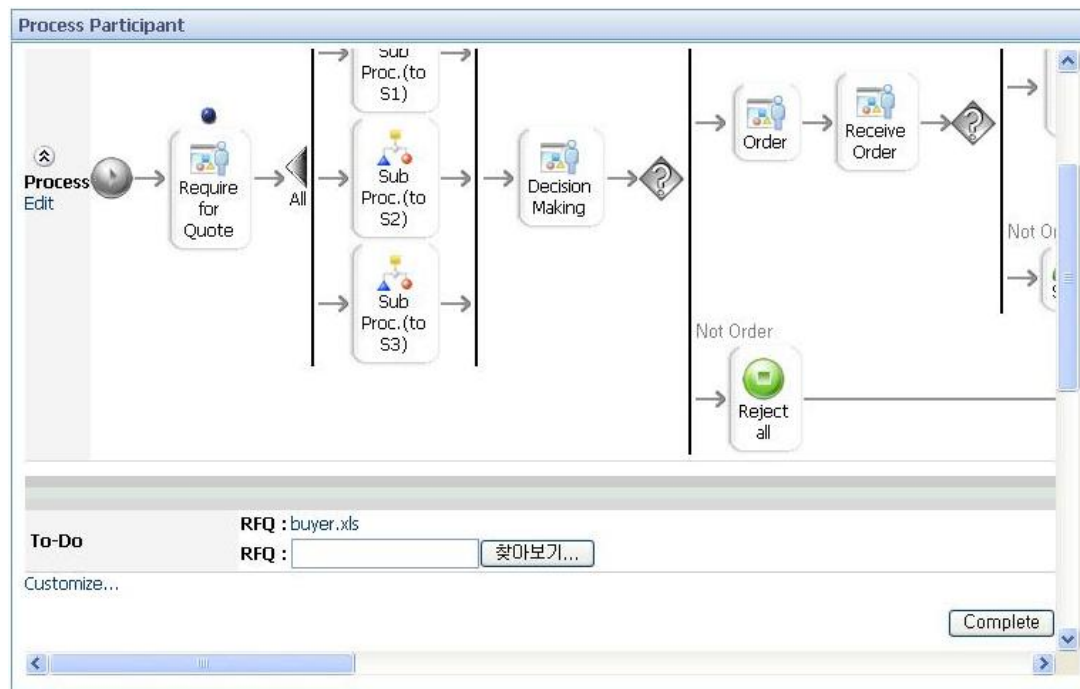 Process Participant
Sub
Proc.(to
S1)
Process
Edit
Require
for
Quote
All
Sub
Proc.(to
S2)
Decision
Making
Order
Receive
Order
Not Or
Sub
Proc.(to
S3)
Not Order
Reject
all
To-Do
RFQ : buyer.xls
RFQ :
찾아보기...
Customize...
Complete